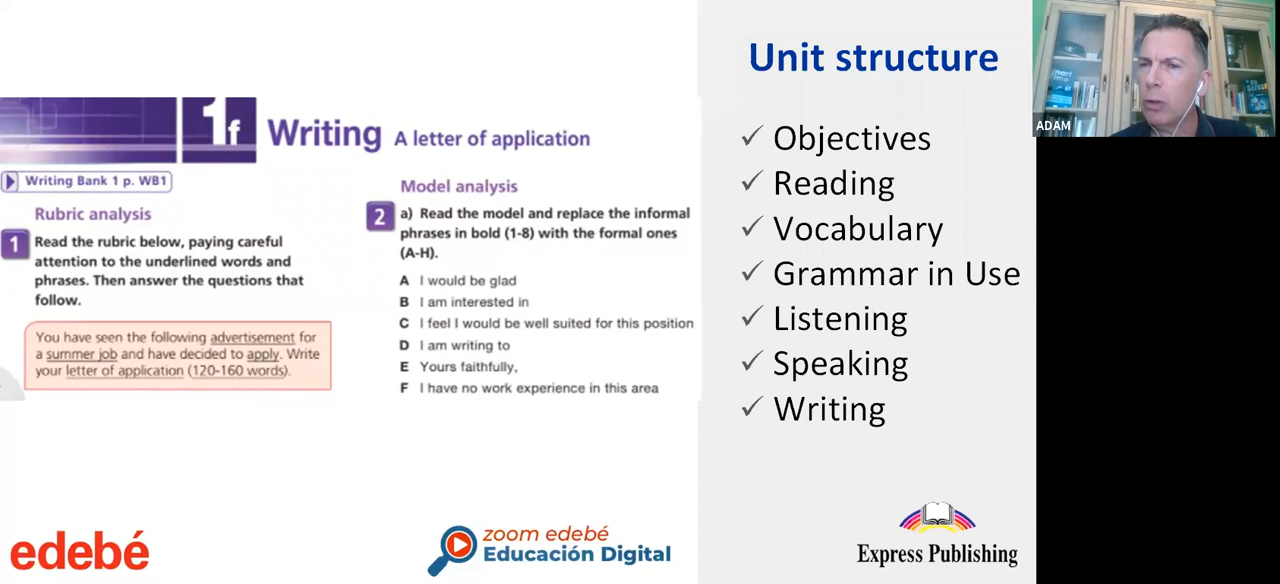 1f Writing A letter of application
Writing Bank 1 p. WB1
Rubric analysis
1 Read the rubric below, paying careful
attention to the underlined words and
phrases. Then answer the questions that
follow.
You have seen the following advertisement for
a summer job and have decided to apply. Write
your letter of application (120-160 words).
Model analysis
2 a) Read the model and replace the informal
phrases in bold (1-8) with the formal ones
(A-H).
A I would be glad
B I am interested in
C I feel I would be well suited for this position
D I am writing to
E Yours faithfully,
F I have no work experience in this area
Unit structure
✓ Objectives
✓ Reading
✓ Vocabulary
✓ Grammar in Use
✓ Listening
✓ Speaking
✓ Writing
ADAM
edebé
zoom edebé
Educación Digital
Express Publishing